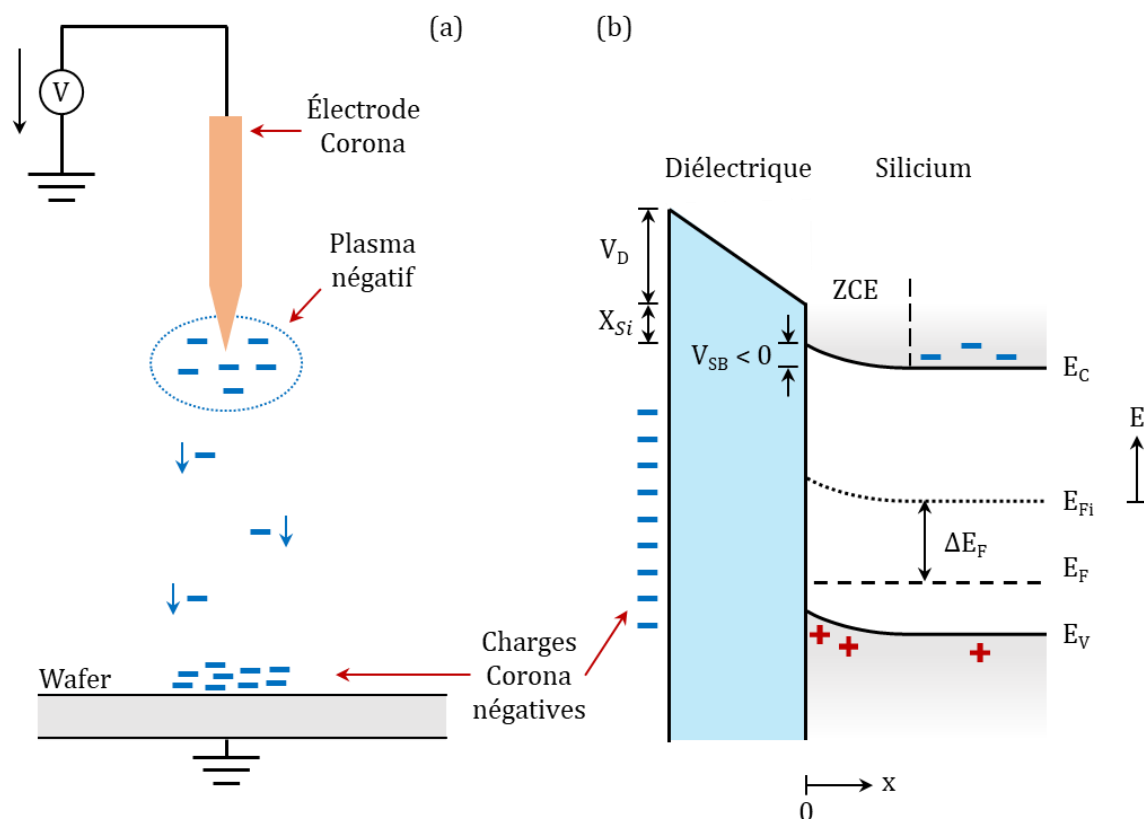 (a)
V
Électrode
Corona
Plasma
négatif
Wafer
Charges
Corona
négatives
(b)
Diélectrique
Silicium
V_D
X_Si
ZCE
V_SB < 0
E_C
E
E_Fi
ΔE_F
E_F
E_V
x
0